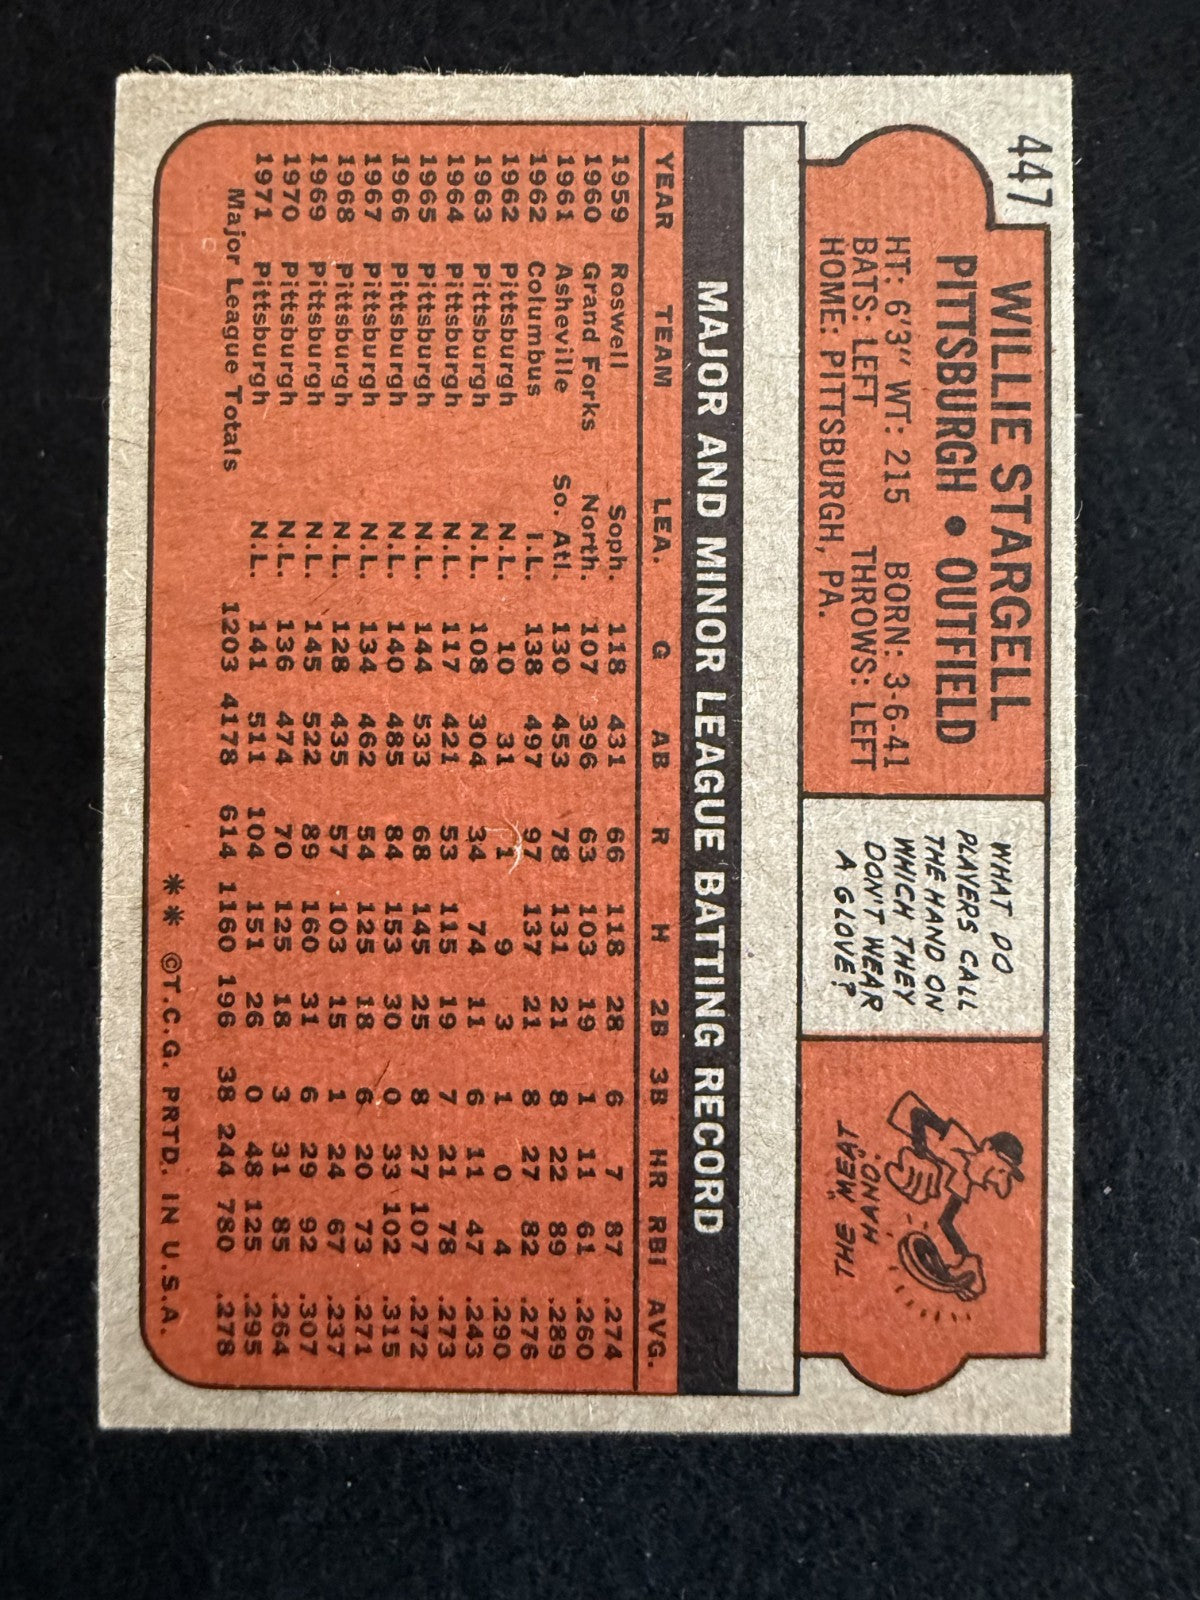 447
WILLIE STARGELL
PITTSBURGH • OUTFIELD
HT: 6'3" WT: 215 BORN: 3-6-41
BATS: LEFT THROWS: LEFT
HOME: PITTSBURGH, PA.
WHAT DO
PLAYERS CALL
THE HAND ON
WHICH THEY
DON'T WEAR
A GLOVE?
THE "MEAT"
HAND.
MAJOR AND MINOR LEAGUE BATTING RECORD
YEAR TEAM LEA. G AB R H 2B 3B HR RBI AVG.
1959 Roswell Soph. 118 431 66 118 28 6 7 87 .274
1960 Grand Forks North. 107 396 63 103 19 1 11 61 .260
1961 Asheville So. Atl. 130 453 78 131 21 8 22 89 .289
1962 Columbus I.L. 138 497 97 137 21 8 27 82 .276
1962 Pittsburgh N.L. 10 31 1 9 3 1 0 4 .290
1963 Pittsburgh N.L. 108 304 34 74 11 6 11 47 .243
1964 Pittsburgh N.L. 117 421 53 115 19 7 21 78 .273
1965 Pittsburgh N.L. 144 533 68 145 25 8 27 107 .272
1966 Pittsburgh N.L. 140 485 84 153 30 0 33 102 .315
1967 Pittsburgh N.L. 134 462 54 125 18 6 20 73 .271
1968 Pittsburgh N.L. 128 435 57 103 15 1 24 67 .237
1969 Pittsburgh N.L. 145 522 89 160 31 6 29 92 .307
1970 Pittsburgh N.L. 136 474 70 125 18 3 31 85 .264
1971 Pittsburgh N.L. 141 511 104 151 26 0 48 125 .295
Major League Totals 1203 4178 614 1160 196 38 244 780 .278
** ©T.C.G. PRTD. IN U.S.A.